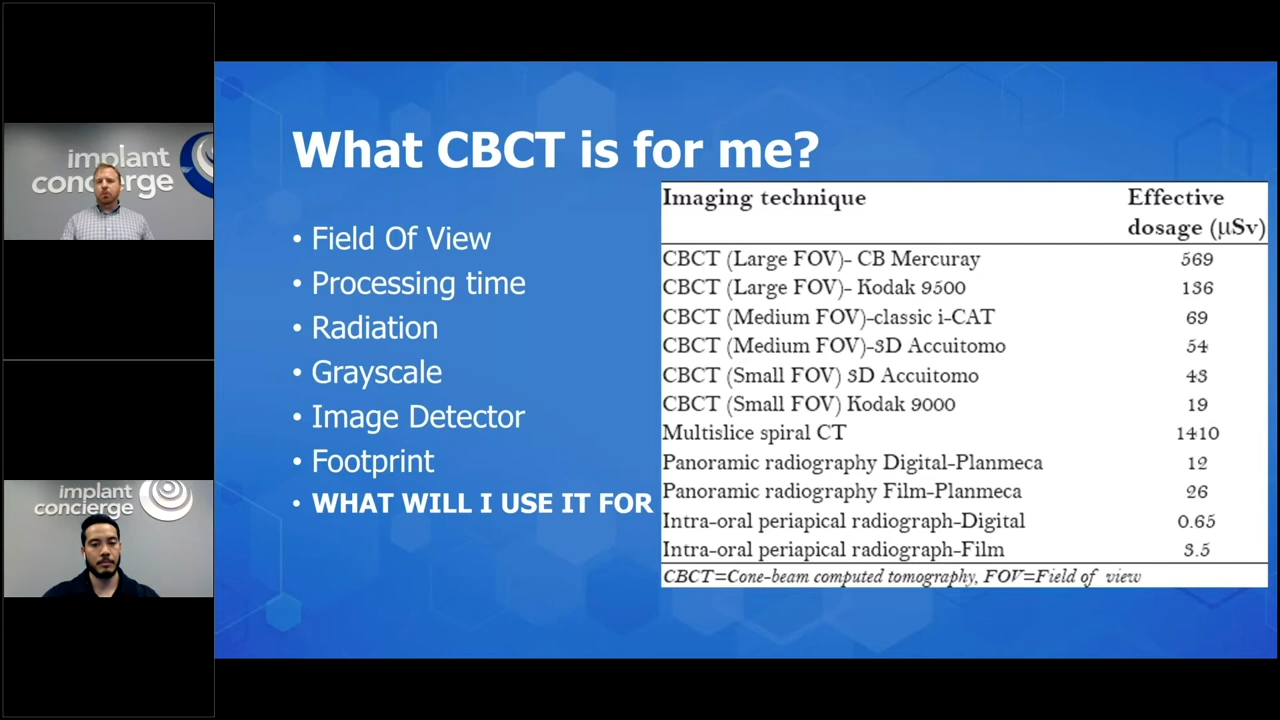 implant
concierge
implant
concierge
What CBCT is for me?
• Field Of View
• Processing time
• Radiation
• Grayscale
• Image Detector
• Footprint
• WHAT WILL I USE IT FOR
Imaging technique Effective
dosage (µSv)
CBCT (Large FOV)- CB Mercuray 569
CBCT (Large FOV)- Kodak 9500 136
CBCT (Medium FOV)-classic i-CAT 69
CBCT (Medium FOV)-3D Accuitomo 54
CBCT (Small FOV) 3D Accuitomo 43
CBCT (Small FOV) Kodak 9000 19
Multislice spiral CT 1410
Panoramic radiography Digital-Planmeca 12
Panoramic radiography Film-Planmeca 26
Intra-oral periapical radiograph-Digital 0.65
Intra-oral periapical radiograph-Film 3.5
CBCT=Cone-beam computed tomography, FOV=Field of view